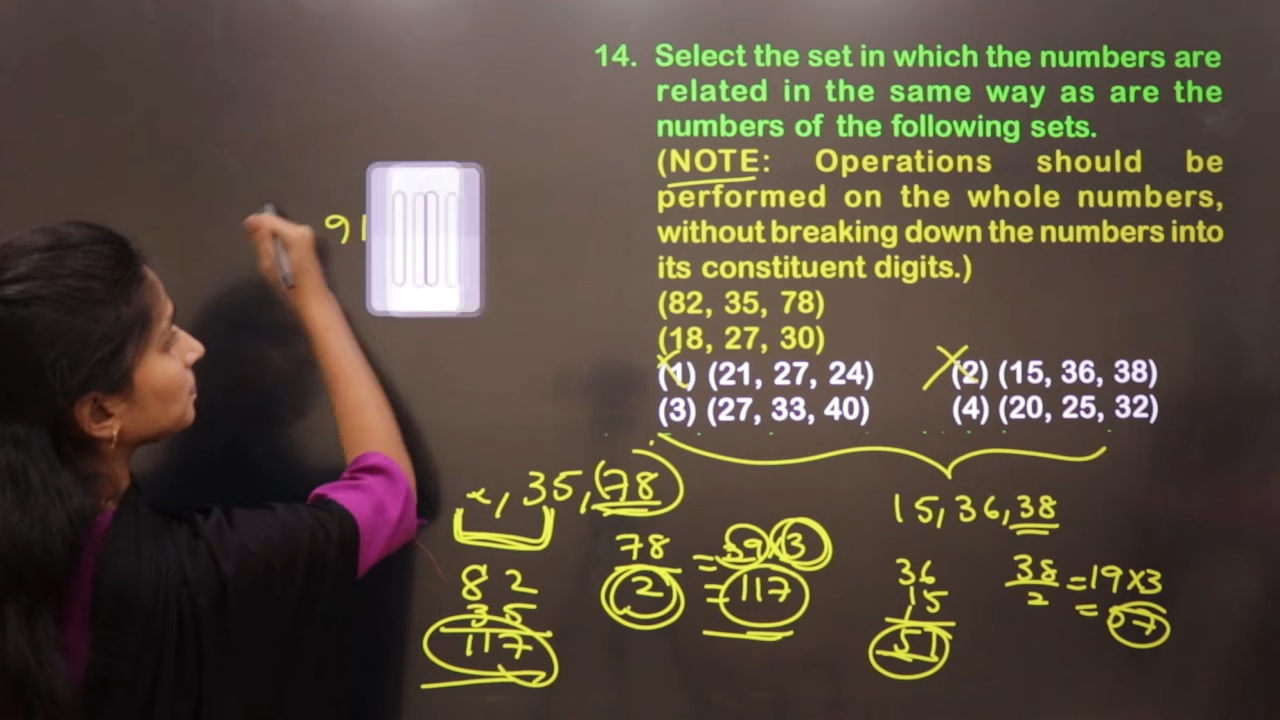 14. Select the set in which the numbers are
related in the same way as are the
numbers of the following sets.
(NOTE: Operations should be
performed on the whole numbers,
without breaking down the numbers into
its constituent digits.)
(82, 35, 78)
(18, 27, 30)
(1) (21, 27, 24) (2) (15, 36, 38)
(3) (27, 33, 40) (4) (20, 25, 32)
91
, 35, (78)
82
35
117
78
2
= 39 x 3
= 117
15, 36, 38
36
15
51
38
2
= 19 x 3
= 57